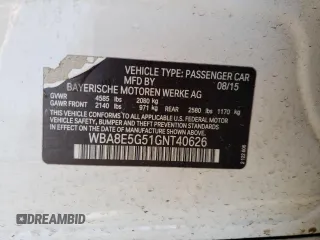 VEHICLE TYPE: PASSENGER CAR
MFD BY 08/15
BAYERISCHE MOTOREN WERKE AG
GVWR 4585 lbs 2080 kg
GAWR FRONT 2140 lbs 971 kg REAR 2580 lbs 1170 kg
THIS VEHICLE CONFORMS TO ALL APPLICABLE
U.S. FEDERAL MOTOR VEHICLE SAFETY, BUMPER,
AND THEFT PREVENTION STANDARDS IN EFFECT
ON THE DATE OF MANUFACTURE SHOWN ABOVE.
WBA8E5G51GNT40626
© DREAMBID
dreambid.com